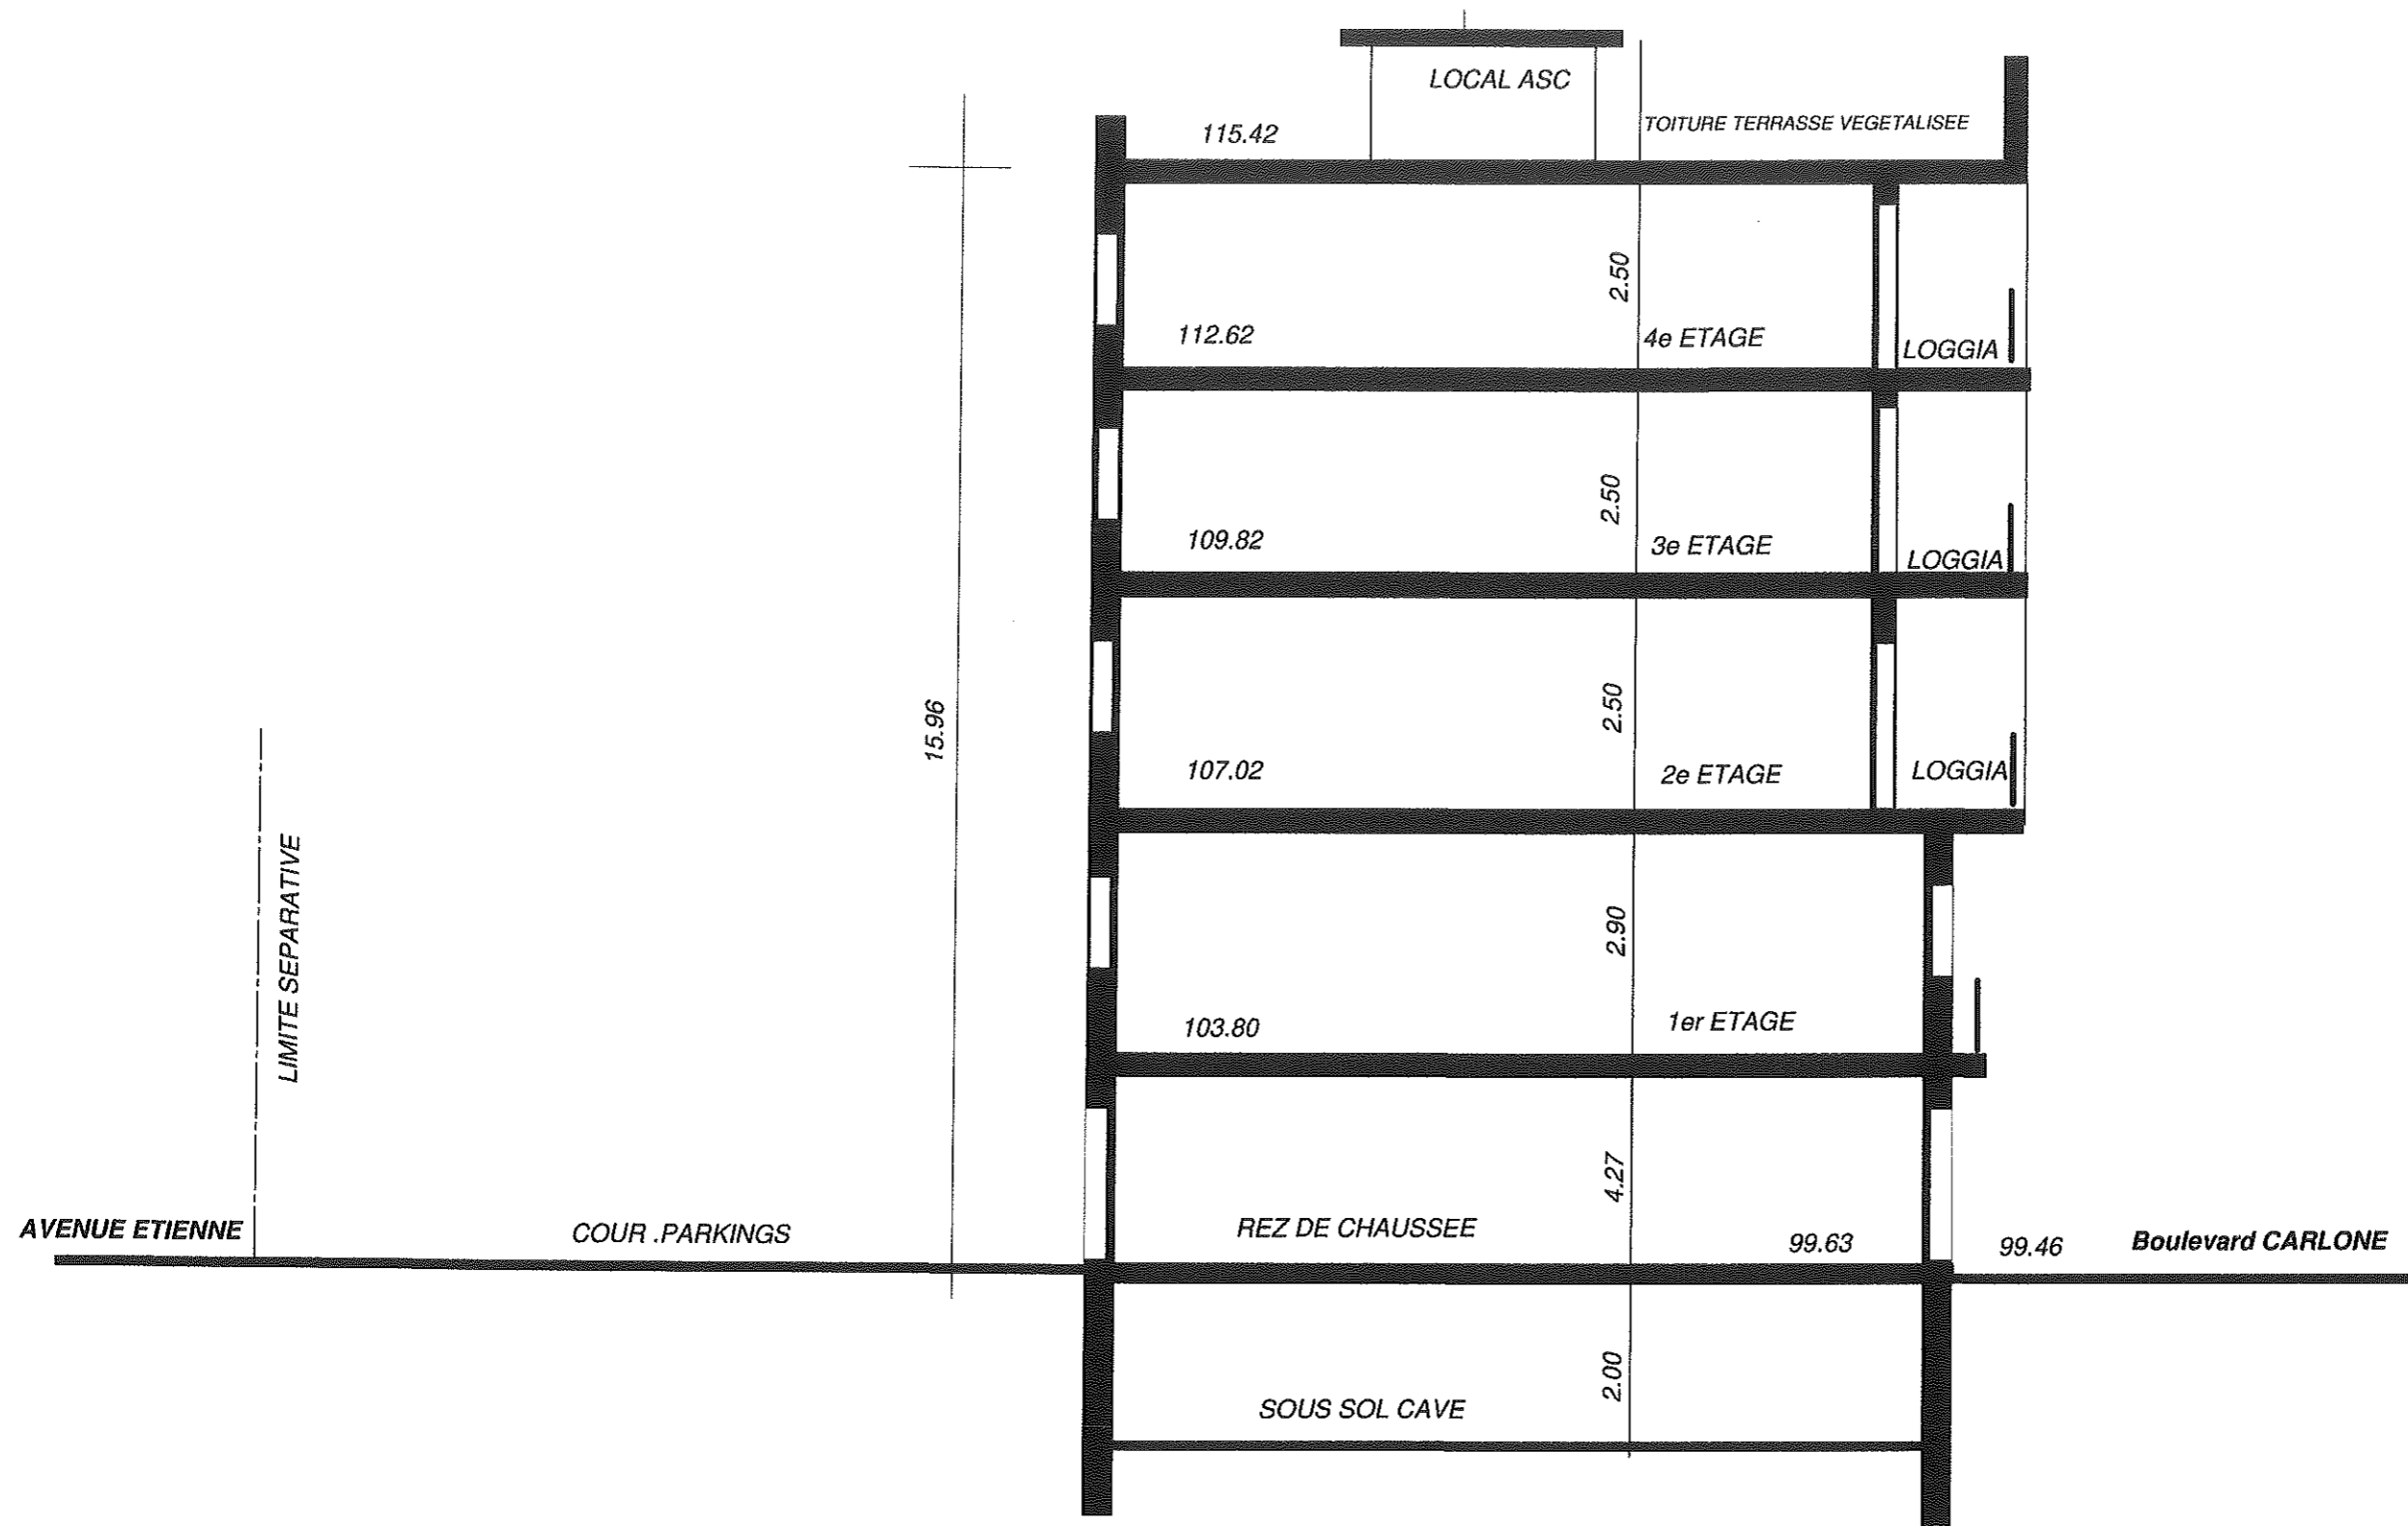 LOCAL ASC
115.42
TOITURE TERRASSE VEGETALISEE
2.50
112.62
4e ETAGE
LOGGIA
2.50
109.82
3e ETAGE
LOGGIA
15.96
2.50
107.02
2e ETAGE
LOGGIA
LIMITE SEPARATIVE
2.90
103.80
1er ETAGE
4.27
AVENUE ETIENNE
COUR .PARKINGS
REZ DE CHAUSSEE
99.63
99.46
Boulevard CARLONE
2.00
SOUS SOL CAVE